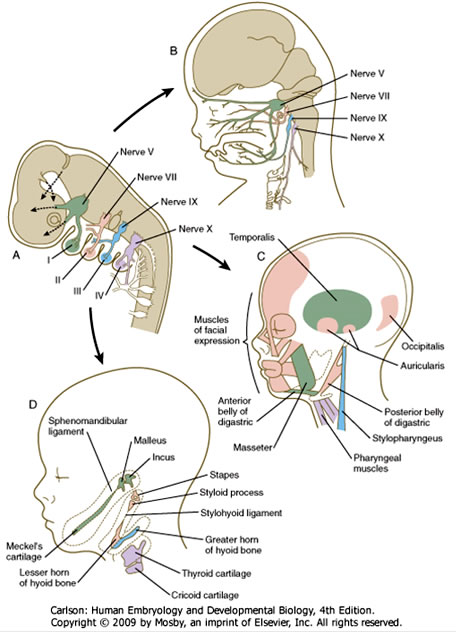 B
Nerve V
Nerve VII
Nerve IX
Nerve X
Nerve V
Nerve VII
Nerve IX
Nerve X
A
I
II
III
IV
Temporalis
C
Muscles
of facial
expression
Occipitalis
Auricularis
Anterior
belly of
digastric
Masseter
Posterior belly
of digastric
Stylopharyngeus
Pharyngeal
muscles
D
Sphenomandibular
ligament
Malleus
Incus
Stapes
Styloid process
Stylohyoid ligament
Greater horn
of hyoid bone
Meckel's
cartilage
Lesser horn
of hyoid bone
Thyroid cartilage
Cricoid cartilage
Carlson: Human Embryology and Developmental Biology, 4th Edition.
Copyright © 2009 by Mosby, an imprint of Elsevier, Inc. All rights reserved.